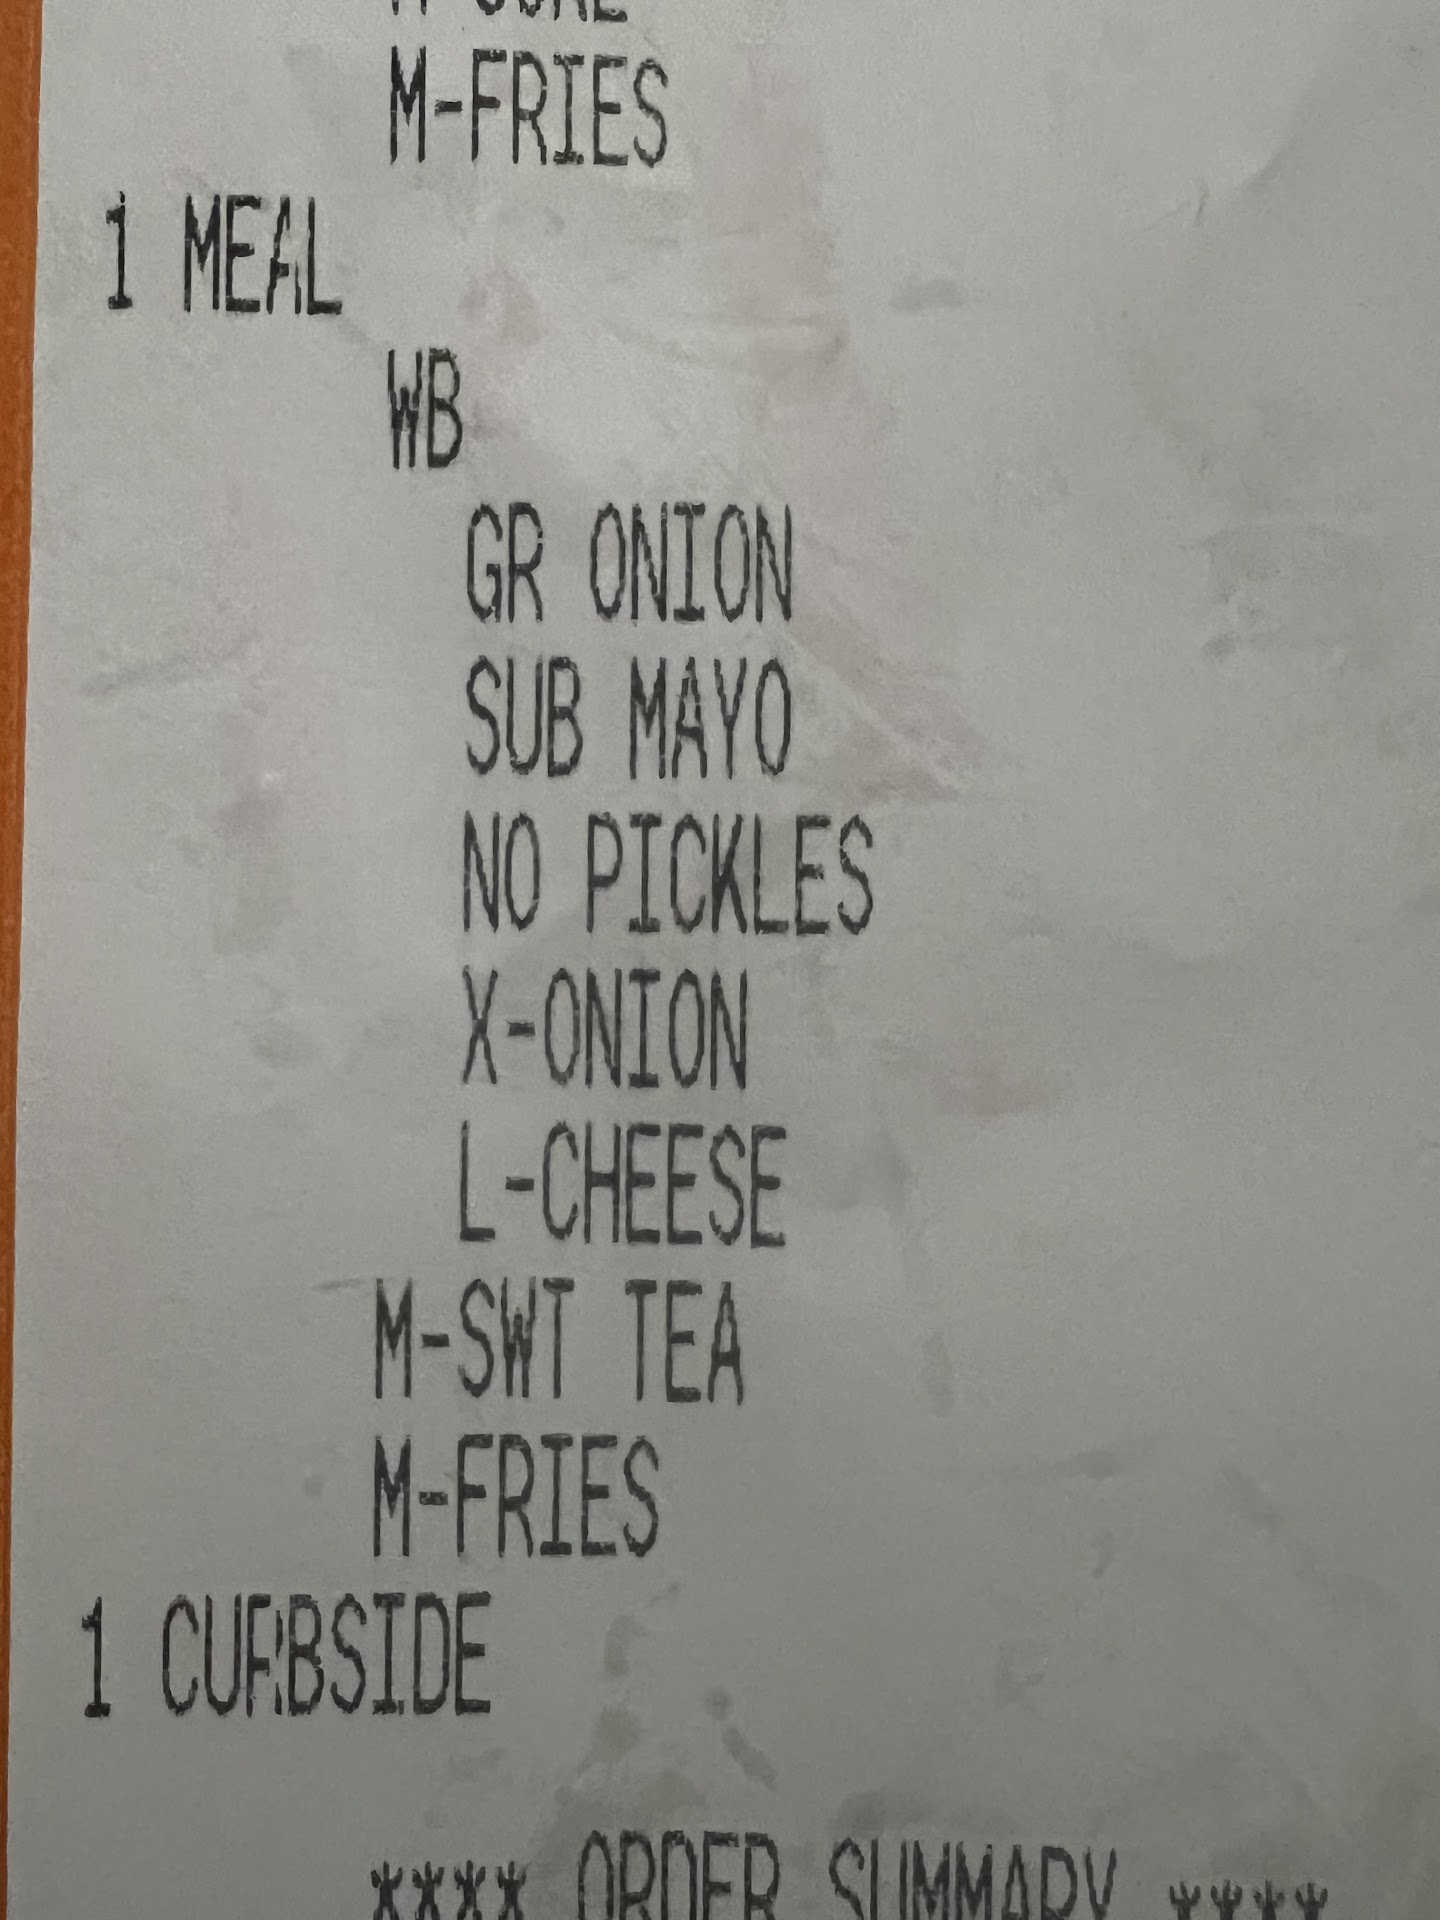 M-FRIES
1 MEAL
WB
GR ONION
SUB MAYO
NO PICKLES
X-ONION
L-CHEESE
M-SWT TEA
M-FRIES
1 CURBSIDE
**** ORDER SUMMARY ****